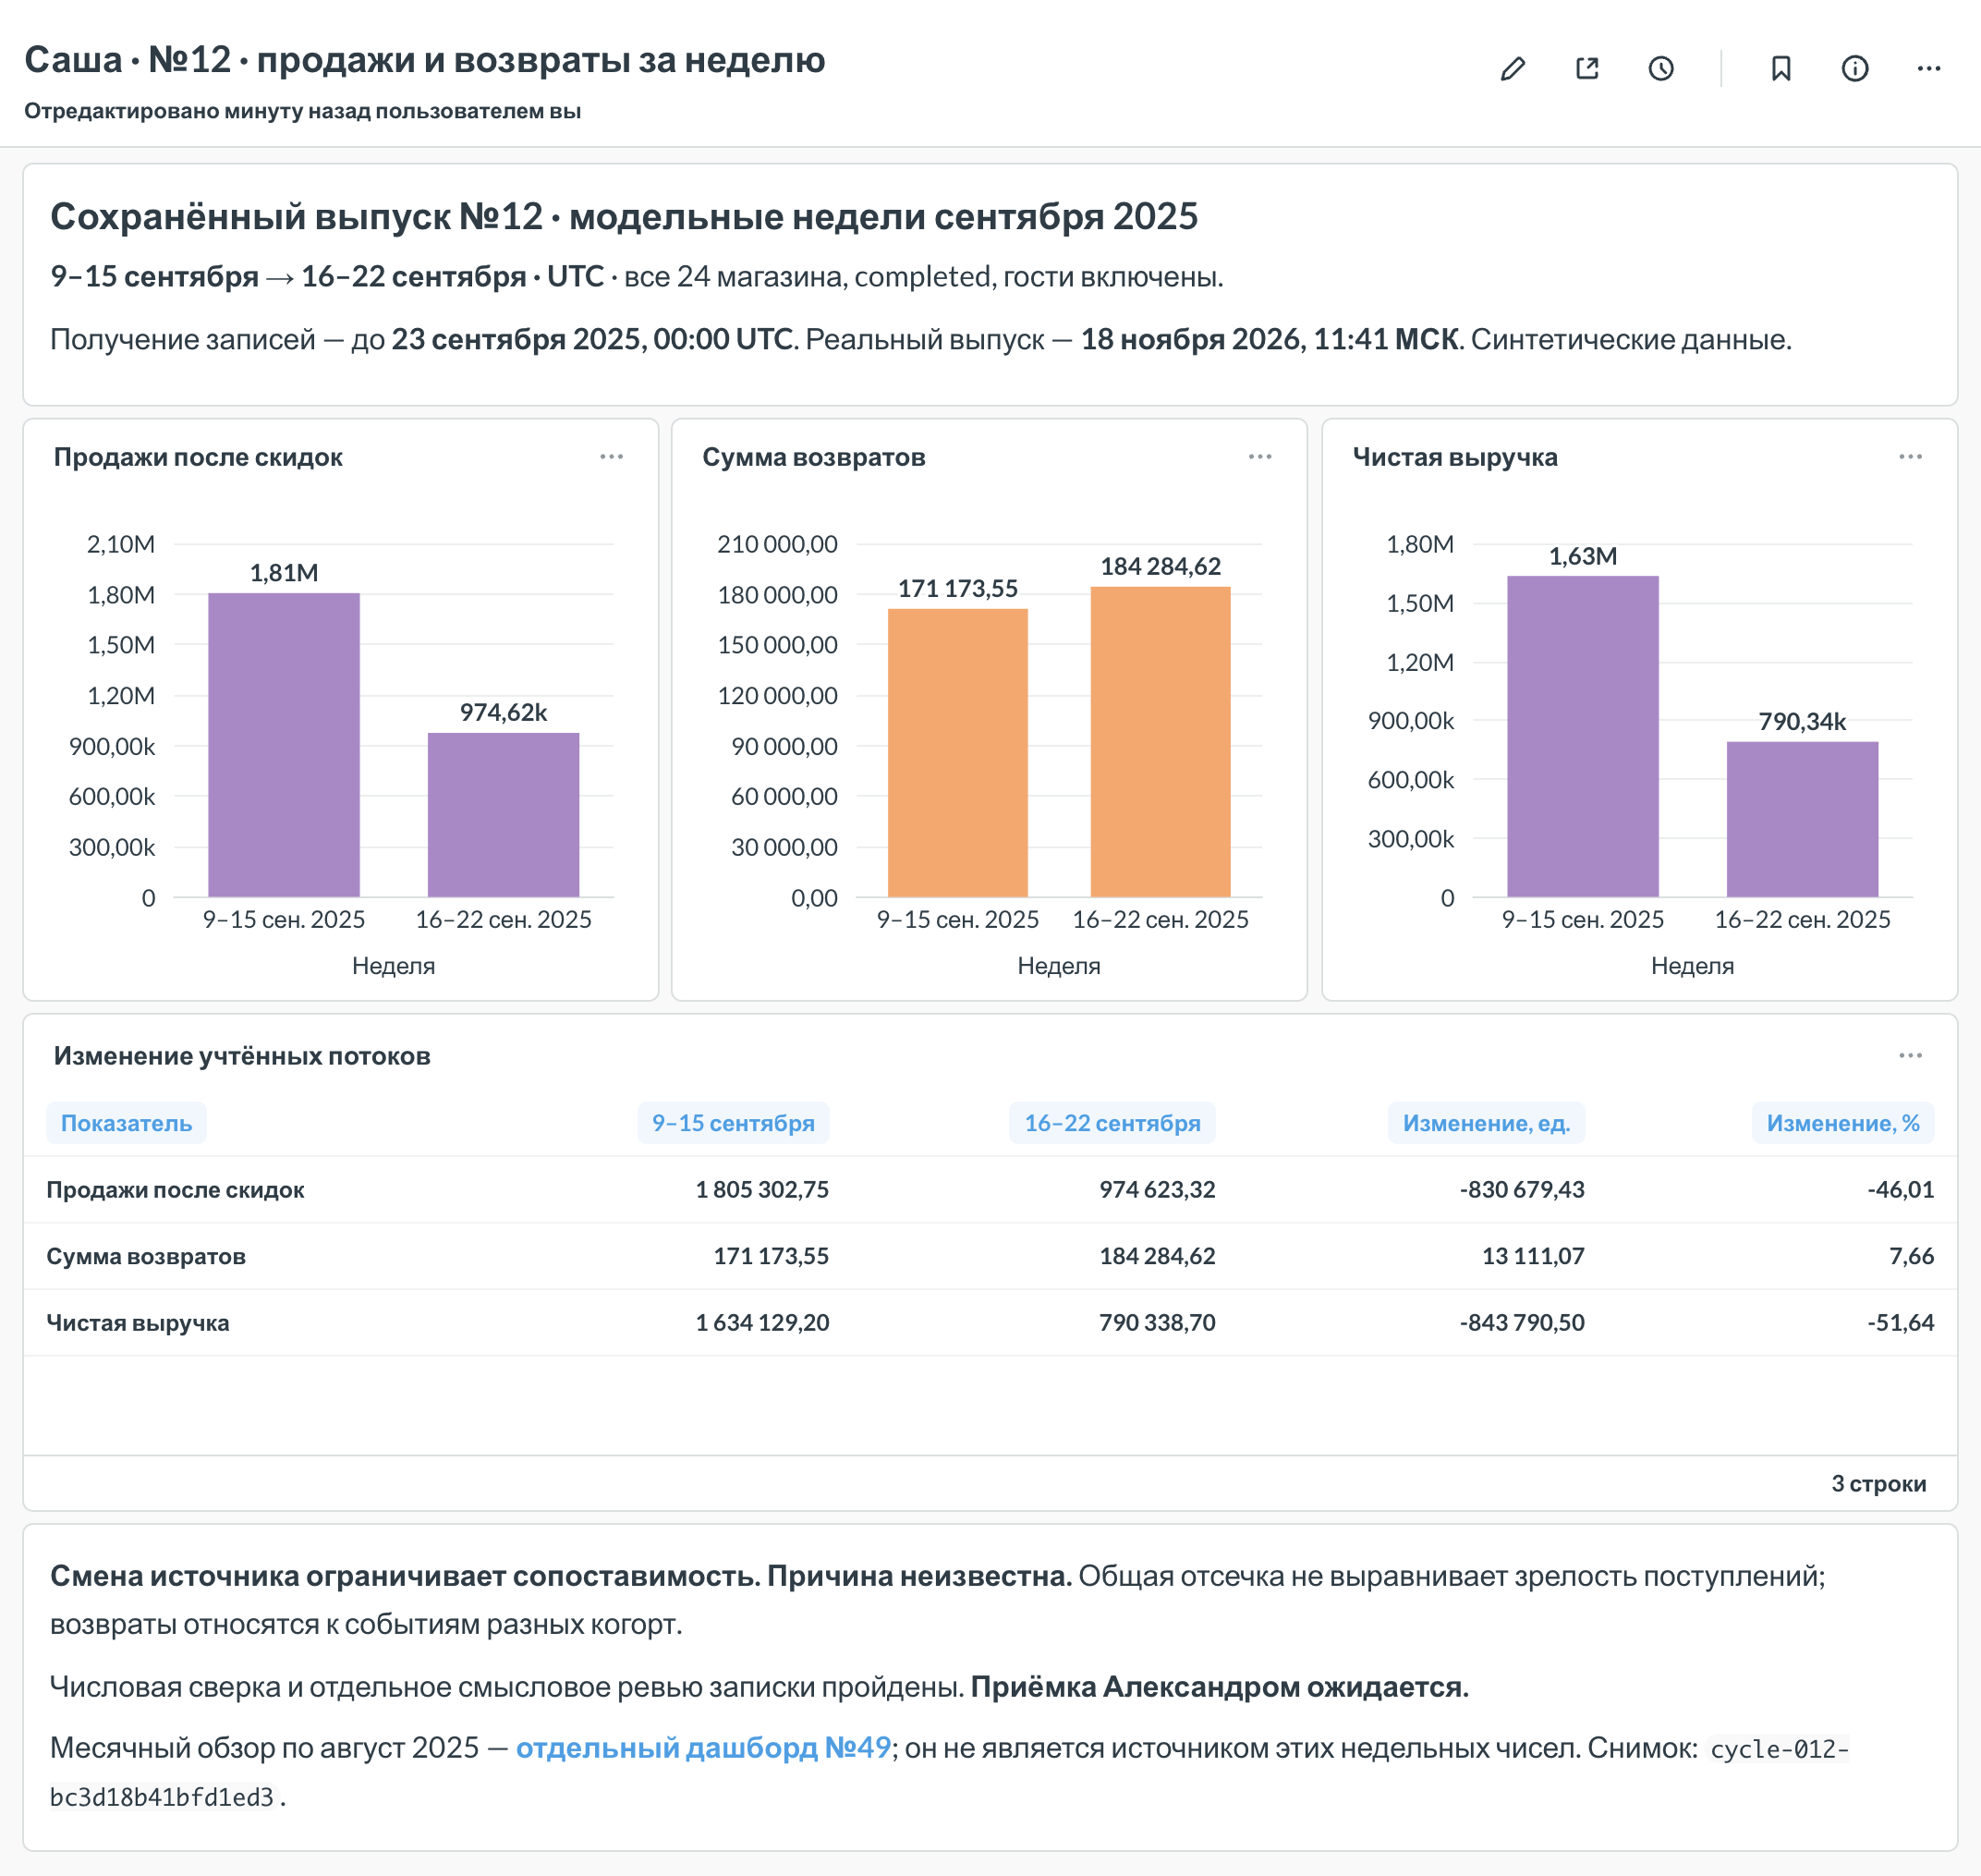 Саша · №12 · продажи и возвраты за неделю
Отредактировано минуту назад пользователем вы
Сохранённый выпуск №12 · модельные недели сентября 2025
9–15 сентября → 16–22 сентября · UTC · все 24 магазина, completed, гости включены.
Получение записей — до 23 сентября 2025, 00:00 UTC. Реальный выпуск — 18 ноября 2026, 11:41 МСК. Синтетические данные.
Продажи после скидок
2,10M
1,80M
1,50M
1,20M
900,00k
600,00k
300,00k
0
1,81M
974,62k
9–15 сен. 2025
16–22 сен. 2025
Неделя
Сумма возвратов
210 000,00
180 000,00
150 000,00
120 000,00
90 000,00
60 000,00
30 000,00
0,00
171 173,55
184 284,62
9–15 сен. 2025
16–22 сен. 2025
Неделя
Чистая выручка
1,80M
1,50M
1,20M
900,00k
600,00k
300,00k
0
1,63M
790,34k
9–15 сен. 2025
16–22 сен. 2025
Неделя
Изменение учтённых потоков
Показатель 9–15 сентября 16–22 сентября Изменение, ед. Изменение, %
Продажи после скидок 1 805 302,75 974 623,32 -830 679,43 -46,01
Сумма возвратов 171 173,55 184 284,62 13 111,07 7,66
Чистая выручка 1 634 129,20 790 338,70 -843 790,50 -51,64
3 строки
Смена источника ограничивает сопоставимость. Причина неизвестна. Общая отсечка не выравнивает зрелость поступлений;
возвраты относятся к событиям разных когорт.
Числовая сверка и отдельное смысловое ревью записки пройдены. Приёмка Александром ожидается.
Месячный обзор по август 2025 — отдельный дашборд №49; он не является источником этих недельных чисел. Снимок: cycle-012-
bc3d18b41bfd1ed3.